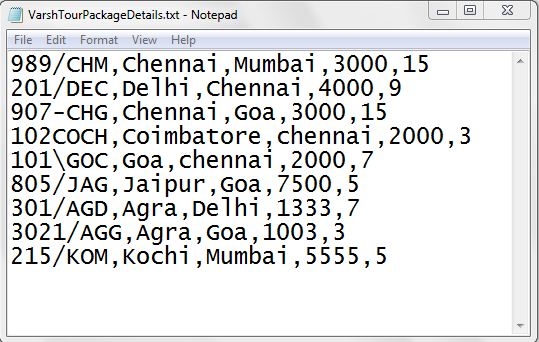 VarshTourPackageDetails.txt - Notepad
File Edit Format View Help
989/CHM,Chennai,Mumbai,3000,15
201/DEC,Delhi,Chennai,4000,9
907-CHG,Chennai,Goa,3000,15
102COCH,Coimbatore,chennai,2000,3
101\GOC,Goa,chennai,2000,7
805/JAG,Jaipur,Goa,7500,5
301/AGD,Agra,Delhi,1333,7
3021/AGG,Agra,Goa,1003,3
215/KOM,Kochi,Mumbai,5555,5